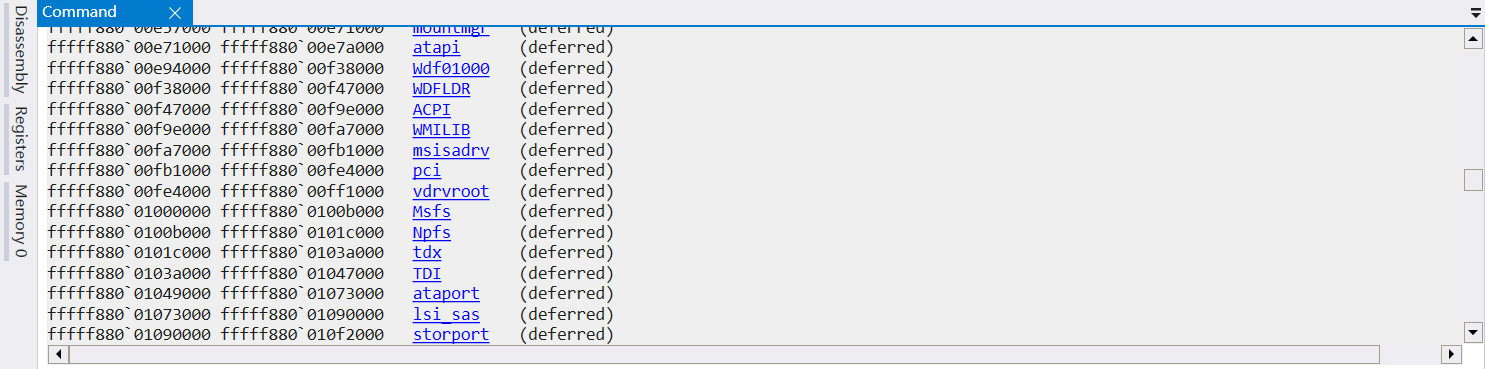 Command
Disassembly
Registers
Memory 0
fffff880`00e57000 fffff880`00e71000 mountmgr (deferred)
fffff880`00e71000 fffff880`00e7a000 atapi (deferred)
fffff880`00e94000 fffff880`00f38000 Wdf01000 (deferred)
fffff880`00f38000 fffff880`00f47000 WDFLDR (deferred)
fffff880`00f47000 fffff880`00f9e000 ACPI (deferred)
fffff880`00f9e000 fffff880`00fa7000 WMILIB (deferred)
fffff880`00fa7000 fffff880`00fb1000 msisadrv (deferred)
fffff880`00fb1000 fffff880`00fe4000 pci (deferred)
fffff880`00fe4000 fffff880`00ff1000 vdrvroot (deferred)
fffff880`01000000 fffff880`0100b000 Msfs (deferred)
fffff880`0100b000 fffff880`0101c000 Npfs (deferred)
fffff880`0101c000 fffff880`0103a000 tdx (deferred)
fffff880`0103a000 fffff880`01047000 TDI (deferred)
fffff880`01049000 fffff880`01073000 ataport (deferred)
fffff880`01073000 fffff880`01090000 lsi_sas (deferred)
fffff880`01090000 fffff880`010f2000 storport (deferred)